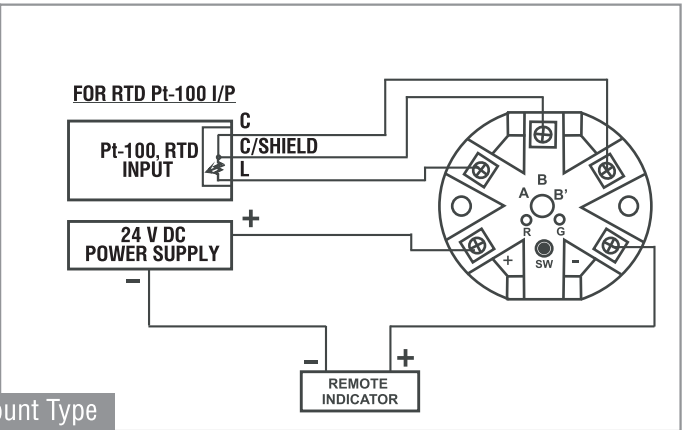 FOR RTD Pt-100 I/P
C
C/SHIELD
L
Pt-100, RTD
INPUT
24 V DC
POWER SUPPLY
+
−
B
A B'
R G
+ SW -
− +
REMOTE
INDICATOR
ount Type